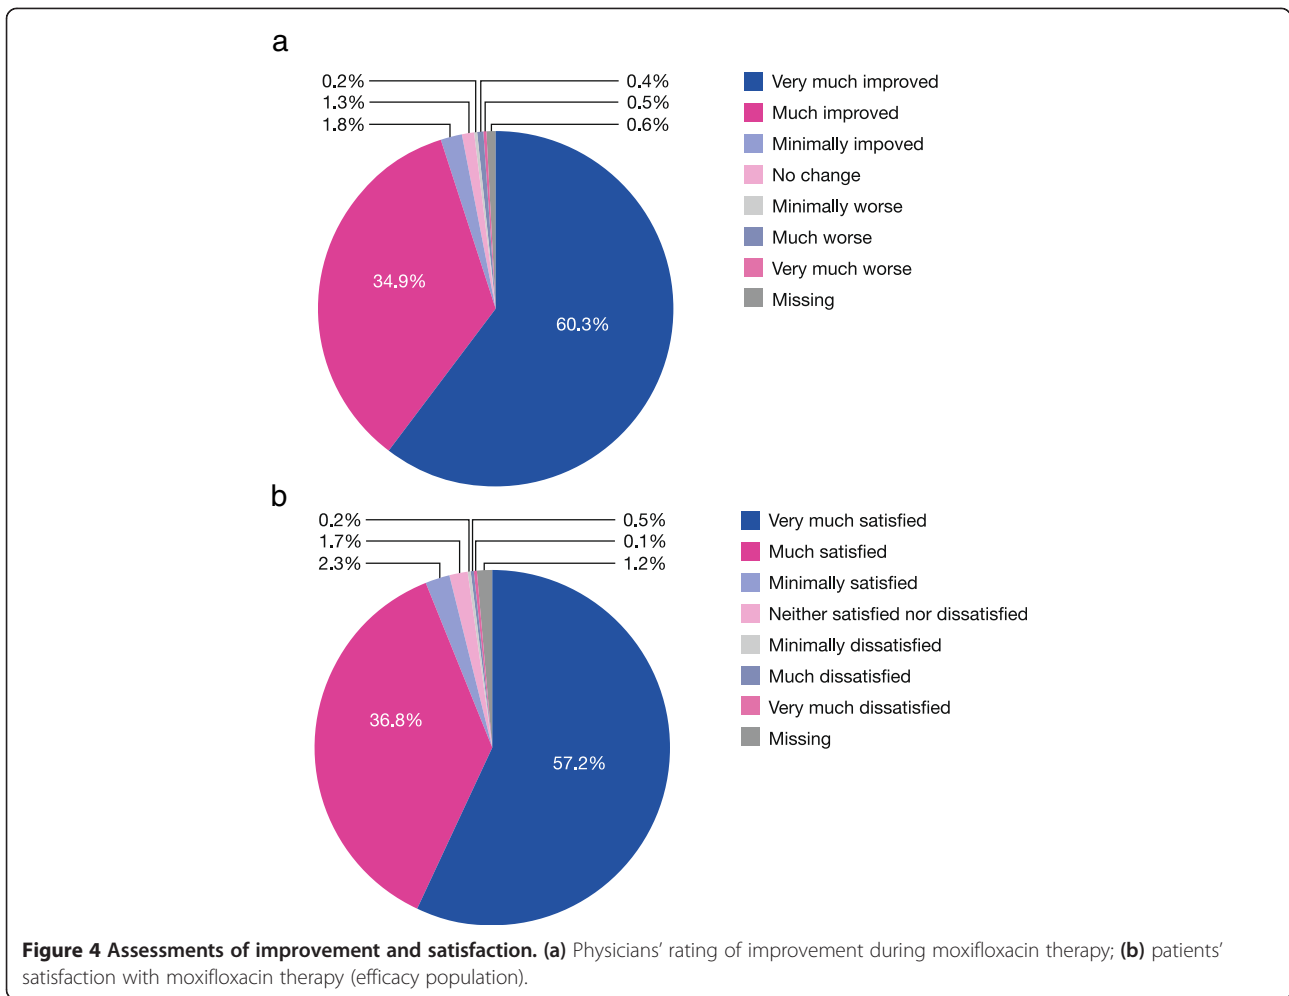 a
0.2%
1.3%
1.8%
0.4%
0.5%
0.6%
34.9%
60.3%
Very much improved
Much improved
Minimally impoved
No change
Minimally worse
Much worse
Very much worse
Missing
b
0.2%
1.7%
2.3%
0.5%
0.1%
1.2%
36.8%
57.2%
Very much satisfied
Much satisfied
Minimally satisfied
Neither satisfied nor dissatisfied
Minimally dissatisfied
Much dissatisfied
Very much dissatisfied
Missing
Figure 4 Assessments of improvement and satisfaction. (a) Physicians’ rating of improvement during moxifloxacin therapy; (b) patients’
satisfaction with moxifloxacin therapy (efficacy population).